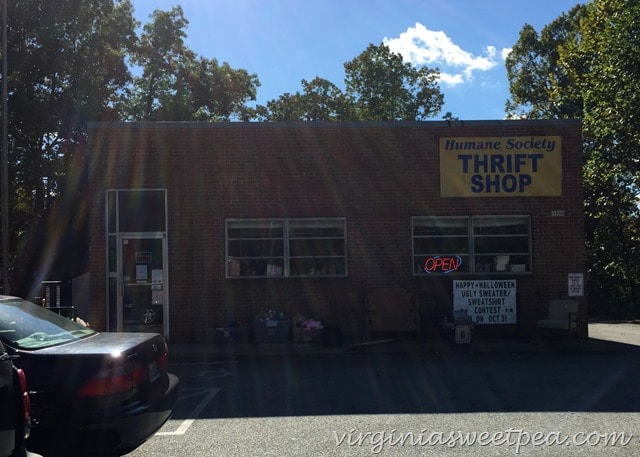 Humane Society
THRIFT
SHOP
OPEN
HAPPY HALLOWEEN
UGLY SWEATER/
SWEATSHIRT
CONTEST
ON OCT 31
virginiasweetpea.com